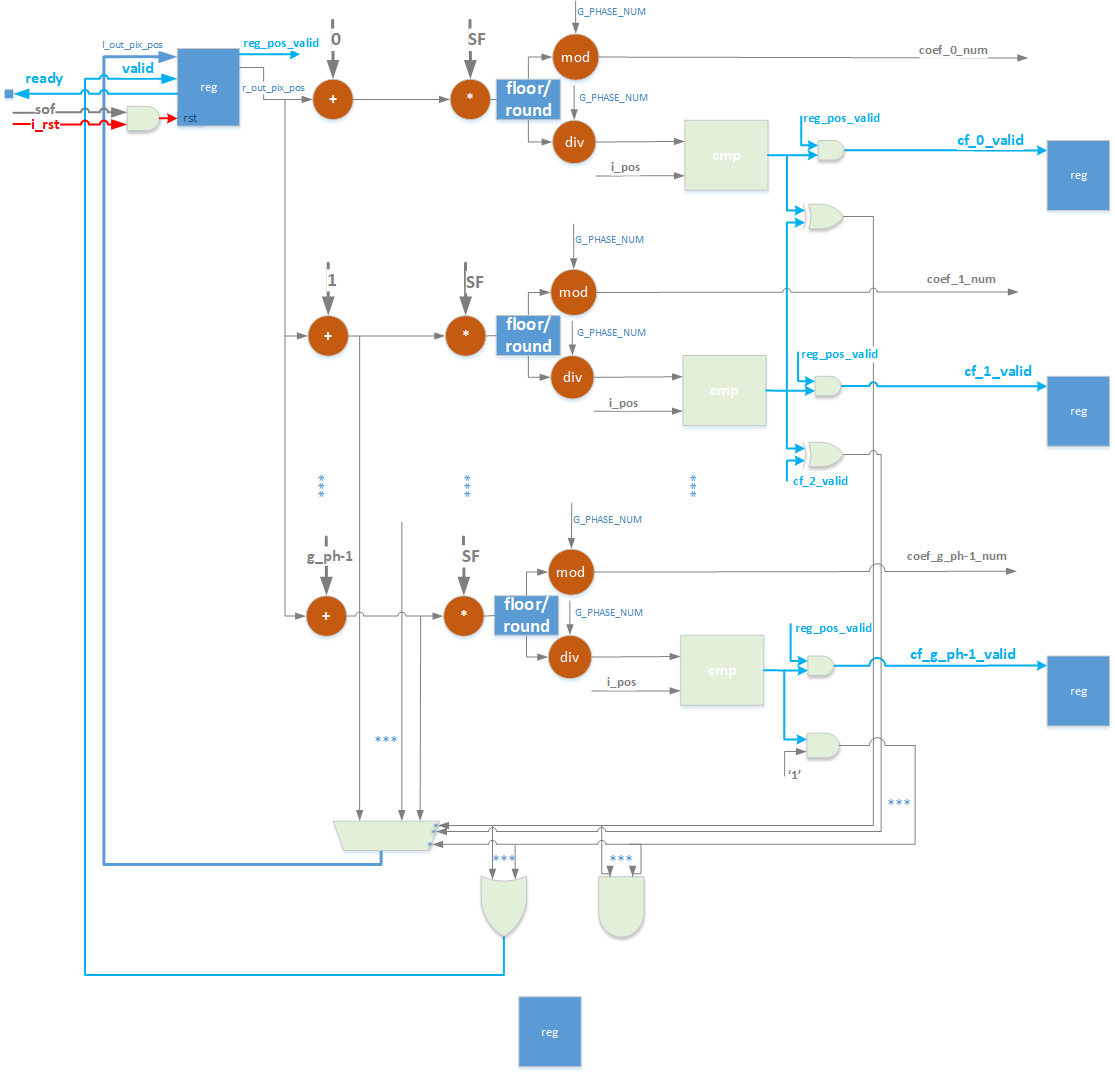 G_PHASE_NUM
0
SF
l_out_pix_pos
reg_pos_valid
mod
coef_0_num
valid
ready
reg
r_out_pix_pos
floor/
round
G_PHASE_NUM
+
*
sof
i_rst
rst
reg_pos_valid
div
cmp
cf_0_valid
i_pos
reg
G_PHASE_NUM
1
SF
mod
coef_1_num
floor/
round
G_PHASE_NUM
+
*
reg_pos_valid
div
cmp
cf_1_valid
i_pos
reg
***
***
***
cf_2_valid
G_PHASE_NUM
g_ph-1
SF
mod
coef_g_ph-1_num
floor/
round
G_PHASE_NUM
+
*
reg_pos_valid
div
cmp
cf_g_ph-1_valid
i_pos
reg
***
'1'
***
***
***
reg